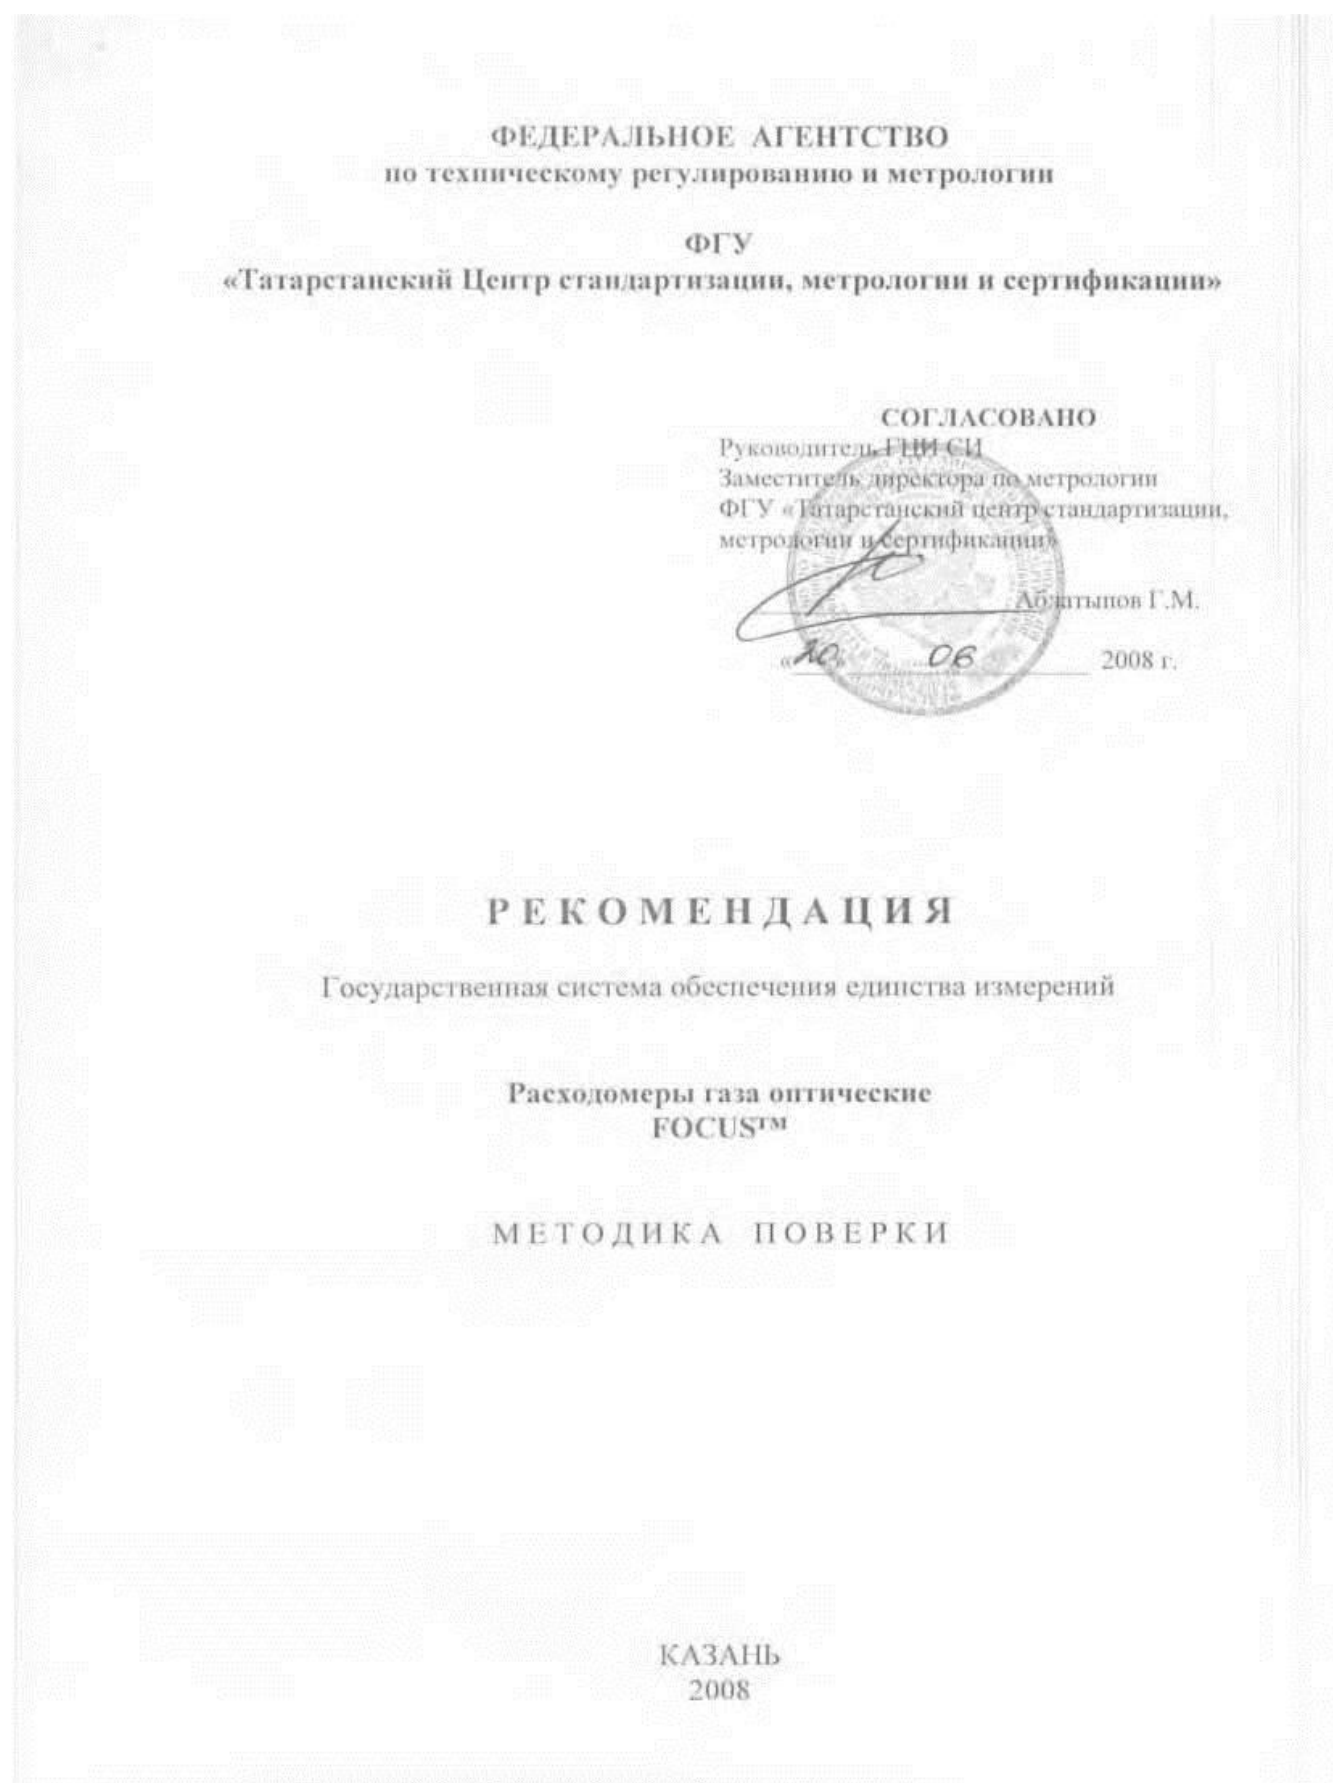 ФЕДЕРАЛЬНОЕ АГЕНТСТВО
по техническому регулированию и метрологии
ФГУ
«Татарстанский Центр стандартизации, метрологии и сертификации»
СОГЛАСОВАНО
Руководитель ГЦИ СИ
Заместитель директора по метрологии
ФГУ «Татарстанский центр стандартизации,
метрологии и сертификации»
Аблатыпов Г.М.
«20» 06 2008 г.
РЕКОМЕНДАЦИЯ
Государственная система обеспечения единства измерений
Расходомеры газа оптические
FOCUS™
МЕТОДИКА ПОВЕРКИ
КАЗАНЬ
2008